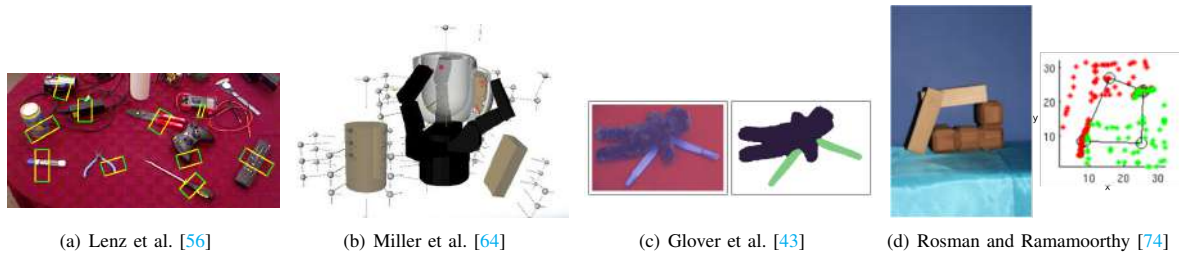 30
20
y
10
10
20
30
x
(a) Lenz et al. [56]
(b) Miller et al. [64]
(c) Glover et al. [43]
(d) Rosman and Ramamoorthy [74]